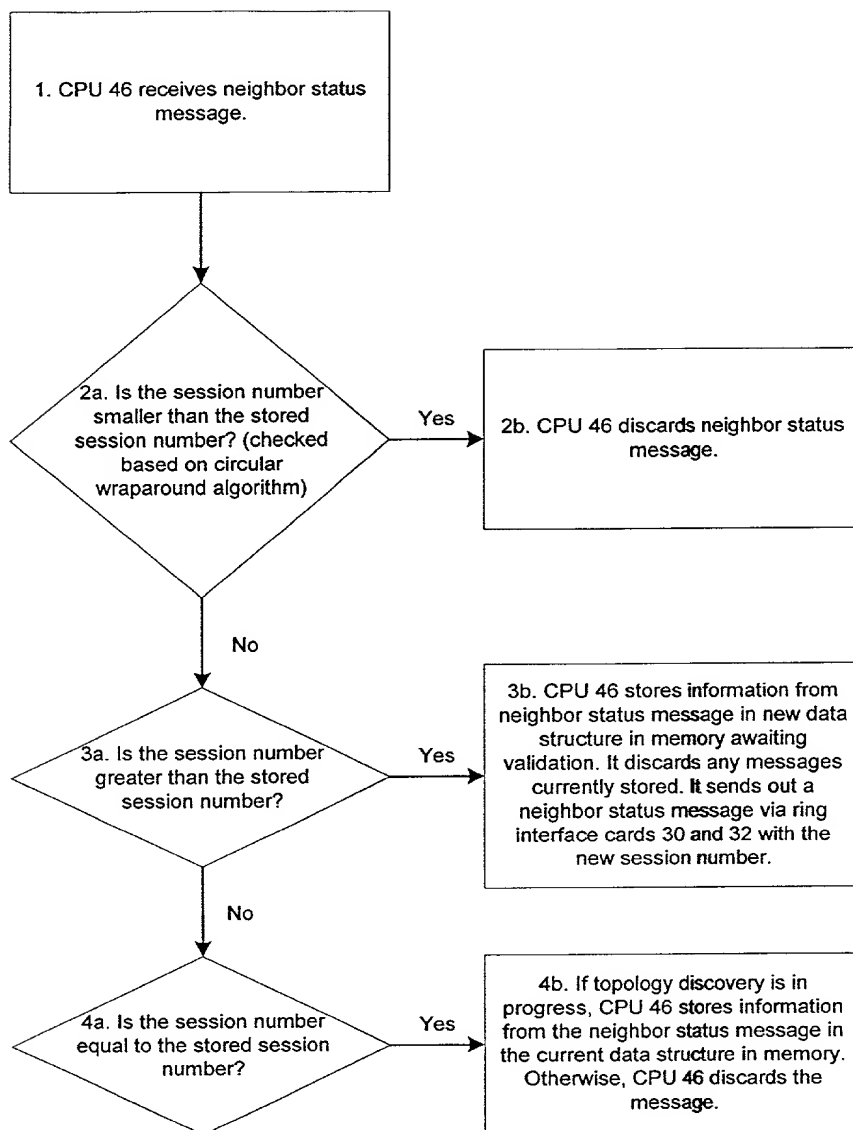 1. CPU 46 receives neighbor status
message.
2a. Is the session number
smaller than the stored
session number? (checked
based on circular
wraparound algorithm)
Yes
2b. CPU 46 discards neighbor status
message.
No
3a. Is the session number
greater than the stored
session number?
Yes
3b. CPU 46 stores information from
neighbor status message in new data
structure in memory awaiting
validation. It discards any messages
currently stored. It sends out a
neighbor status message via ring
interface cards 30 and 32 with the
new session number.
No
4a. Is the session number
equal to the stored session
number?
Yes
4b. If topology discovery is in
progress, CPU 46 stores information
from the neighbor status message in
the current data structure in memory.
Otherwise, CPU 46 discards the
message.